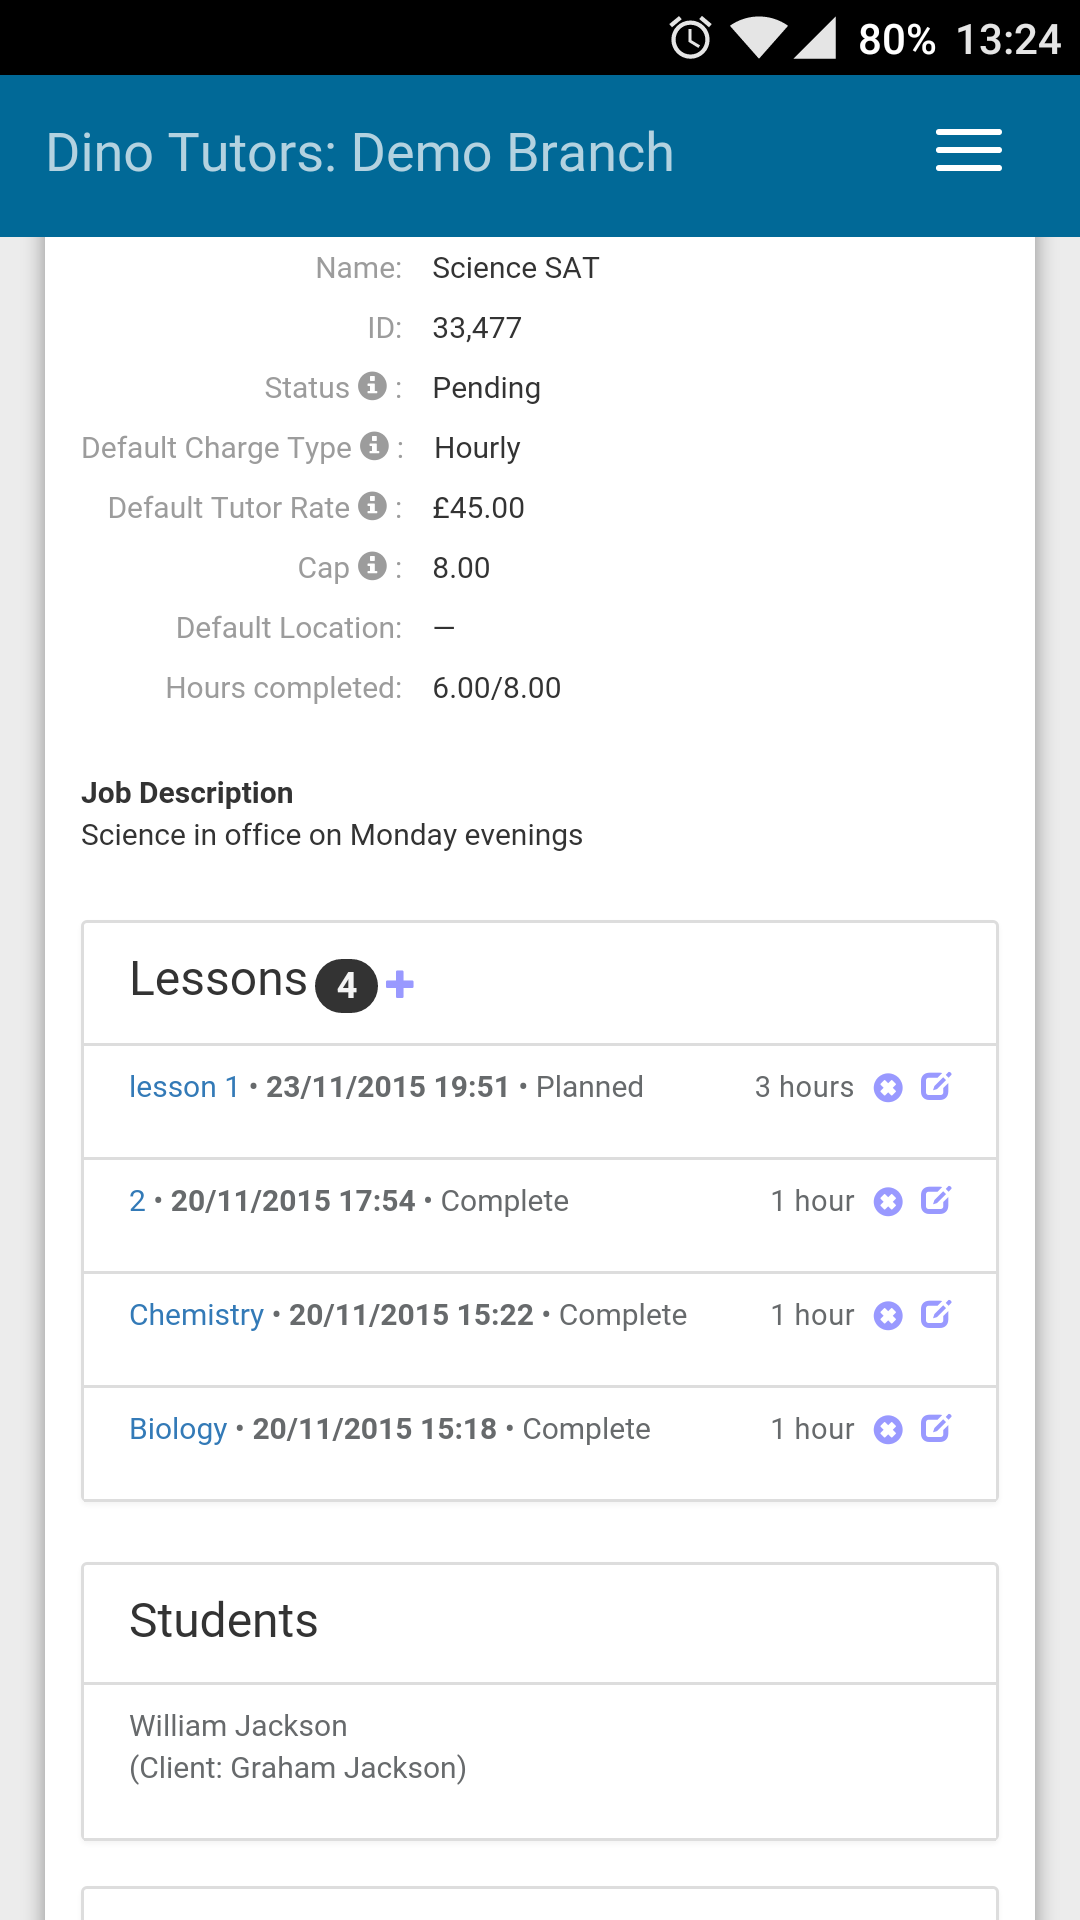 80% 13:24
Dino Tutors: Demo Branch
Name: Science SAT
ID: 33,477
Status : Pending
Default Charge Type : Hourly
Default Tutor Rate : £45.00
Cap : 8.00
Default Location: —
Hours completed: 6.00/8.00
Job Description
Science in office on Monday evenings
Lessons 4
lesson 1 • 23/11/2015 19:51 • Planned 3 hours
2 • 20/11/2015 17:54 • Complete 1 hour
Chemistry • 20/11/2015 15:22 • Complete 1 hour
Biology • 20/11/2015 15:18 • Complete 1 hour
Students
William Jackson
(Client: Graham Jackson)